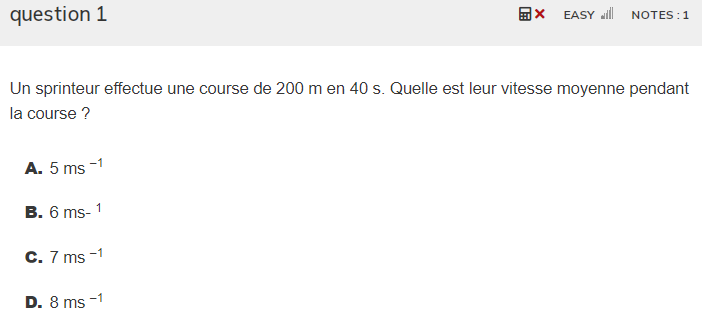 question 1
EASY NOTES : 1
Un sprinteur effectue une course de 200 m en 40 s. Quelle est leur vitesse moyenne pendant
la course ?
A. 5 ms ⁻¹
B. 6 ms- ¹
C. 7 ms ⁻¹
D. 8 ms ⁻¹